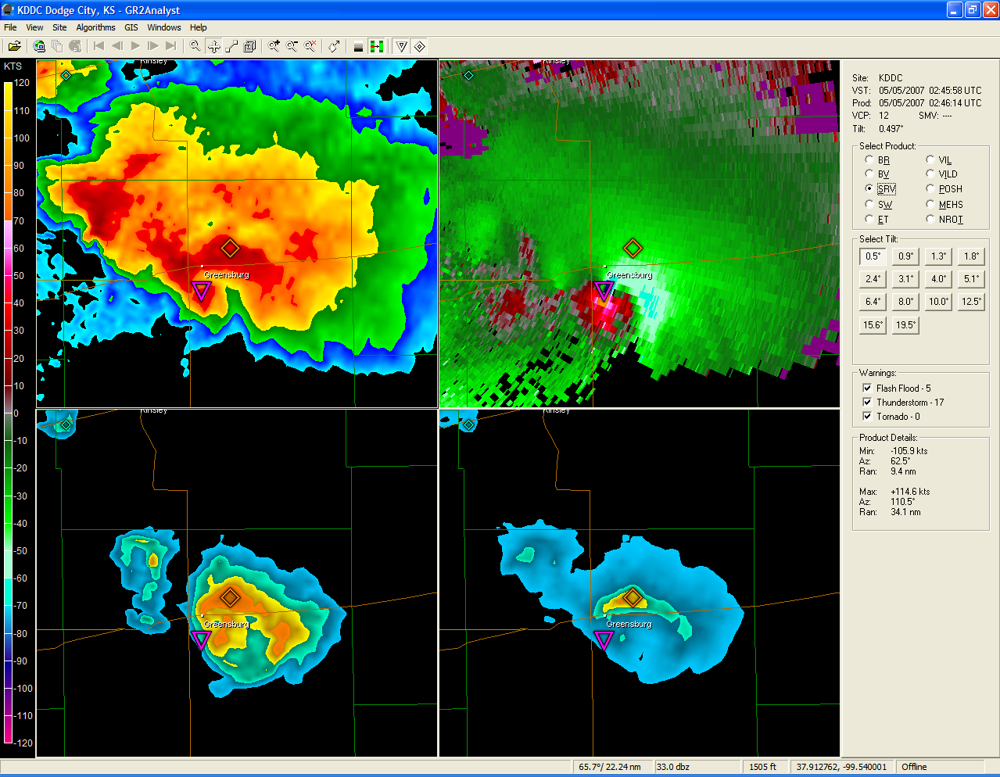 KDDC Dodge City, KS - GR2Analyst
File View Site Algorithms GIS Windows Help
KTS
120
110
100
90
80
70
60
50
40
30
20
10
0
-10
-20
-30
-40
-50
-60
-70
-80
-90
-100
-110
-120
Kinsley
Greensburg
Kinsley
Greensburg
Kinsley
Greensburg
Kinsley
Greensburg
Site: KDDC
VST: 05/05/2007 02:45:58 UTC
Prod: 05/05/2007 02:46:14 UTC
VCP: 12 SMV: ----
Tilt: 0.497°
Select Product:
BR VIL
BV VILD
SRV POSH
SW MEHS
ET NROT
Select Tilt:
0.5° 0.9° 1.3° 1.8°
2.4° 3.1° 4.0° 5.1°
6.4° 8.0° 10.0° 12.5°
15.6° 19.5°
Warnings:
Flash Flood - 5
Thunderstorm - 17
Tornado - 0
Product Details:
Min: -105.9 kts
Az: 62.5°
Ran: 9.4 nm
Max: +114.6 kts
Az: 110.5°
Ran: 34.1 nm
65.7°/ 22.24 nm 33.0 dbz 1505 ft 37.912762, -99.540001 Offline